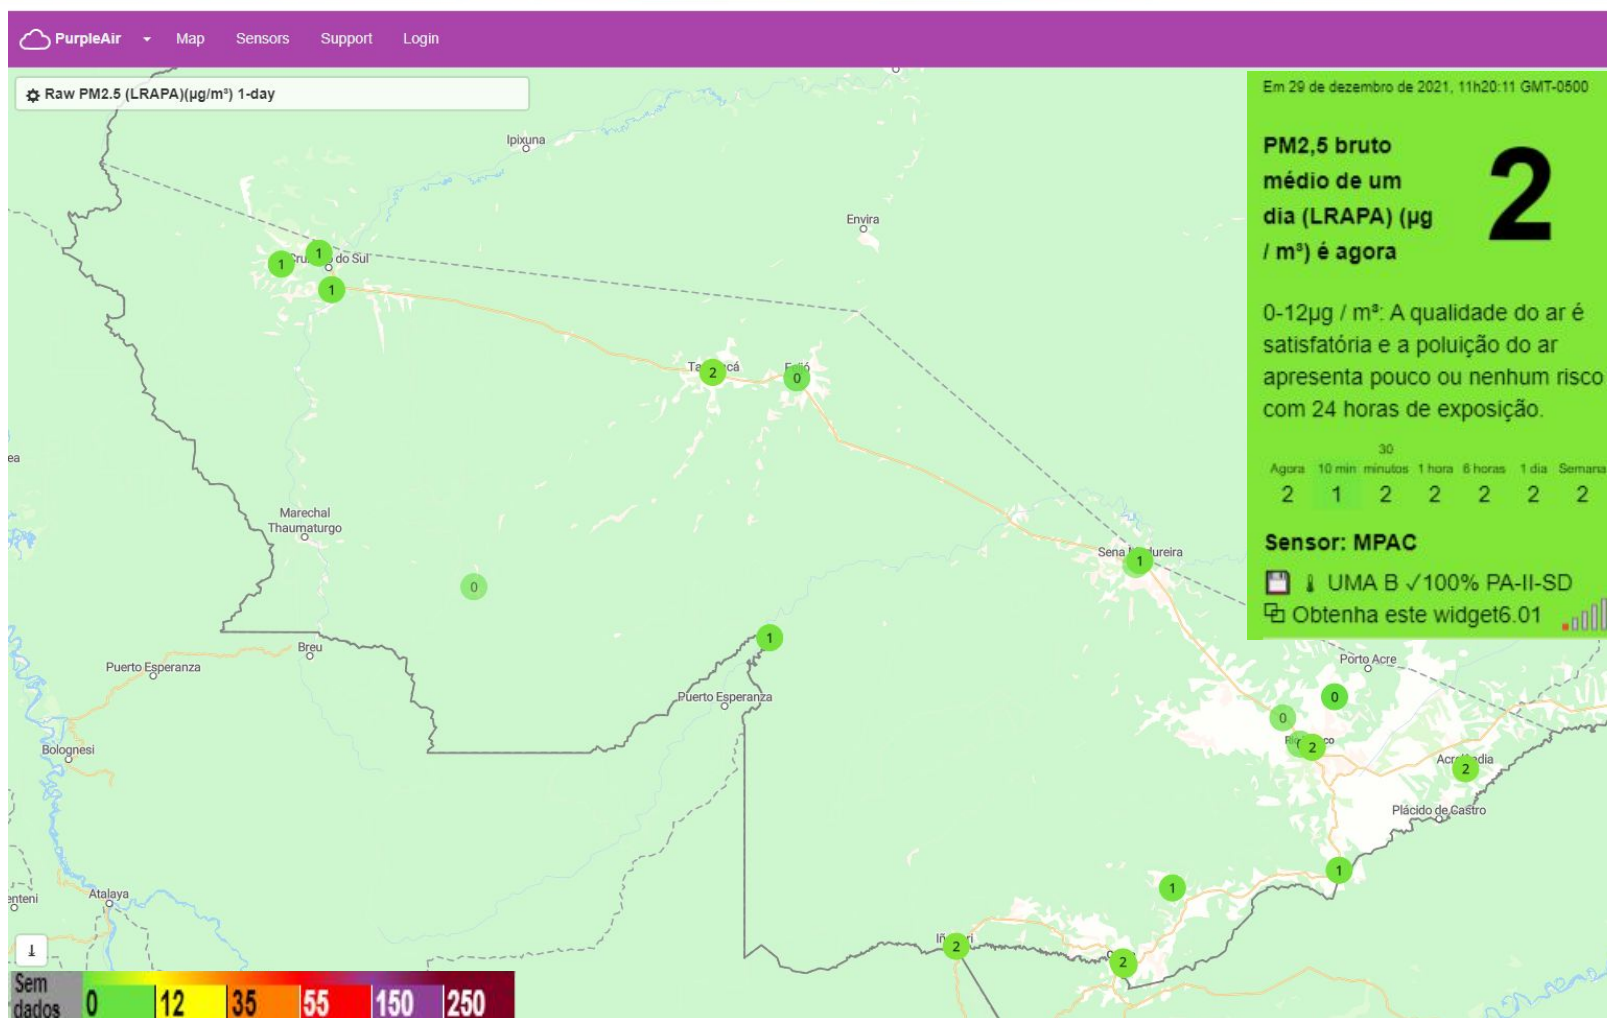 PurpleAir Map Sensors Support Login
Raw PM2.5 (LRAPA)(µg/m³) 1-day
Em 29 de dezembro de 2021, 11h20:11 GMT-0500
PM2,5 bruto
médio de um
dia (LRAPA) (µg
/ m³) é agora
2
0-12µg / m³: A qualidade do ar é
satisfatória e a poluição do ar
apresenta pouco ou nenhum risco
com 24 horas de exposição.
30
Agora 10 min minutos 1 hora 6 horas 1 dia Semana
2 1 2 2 2 2 2
Sensor: MPAC
UMA B ✓100% PA-II-SD
Obtenha este widget6.01
Ipixuna
Envira
1
1
do Sul
1
2
0
Marechal
Thaumaturgo
Sena
1
0
1
Breu
Puerto Esperanza
Porto Acre
Puerto Esperanza
0
0
2
Bolognesi
2
Plácido de Castro
1
1
Atalaya
2
2
Sem
dados
0 12 35 55 150 250